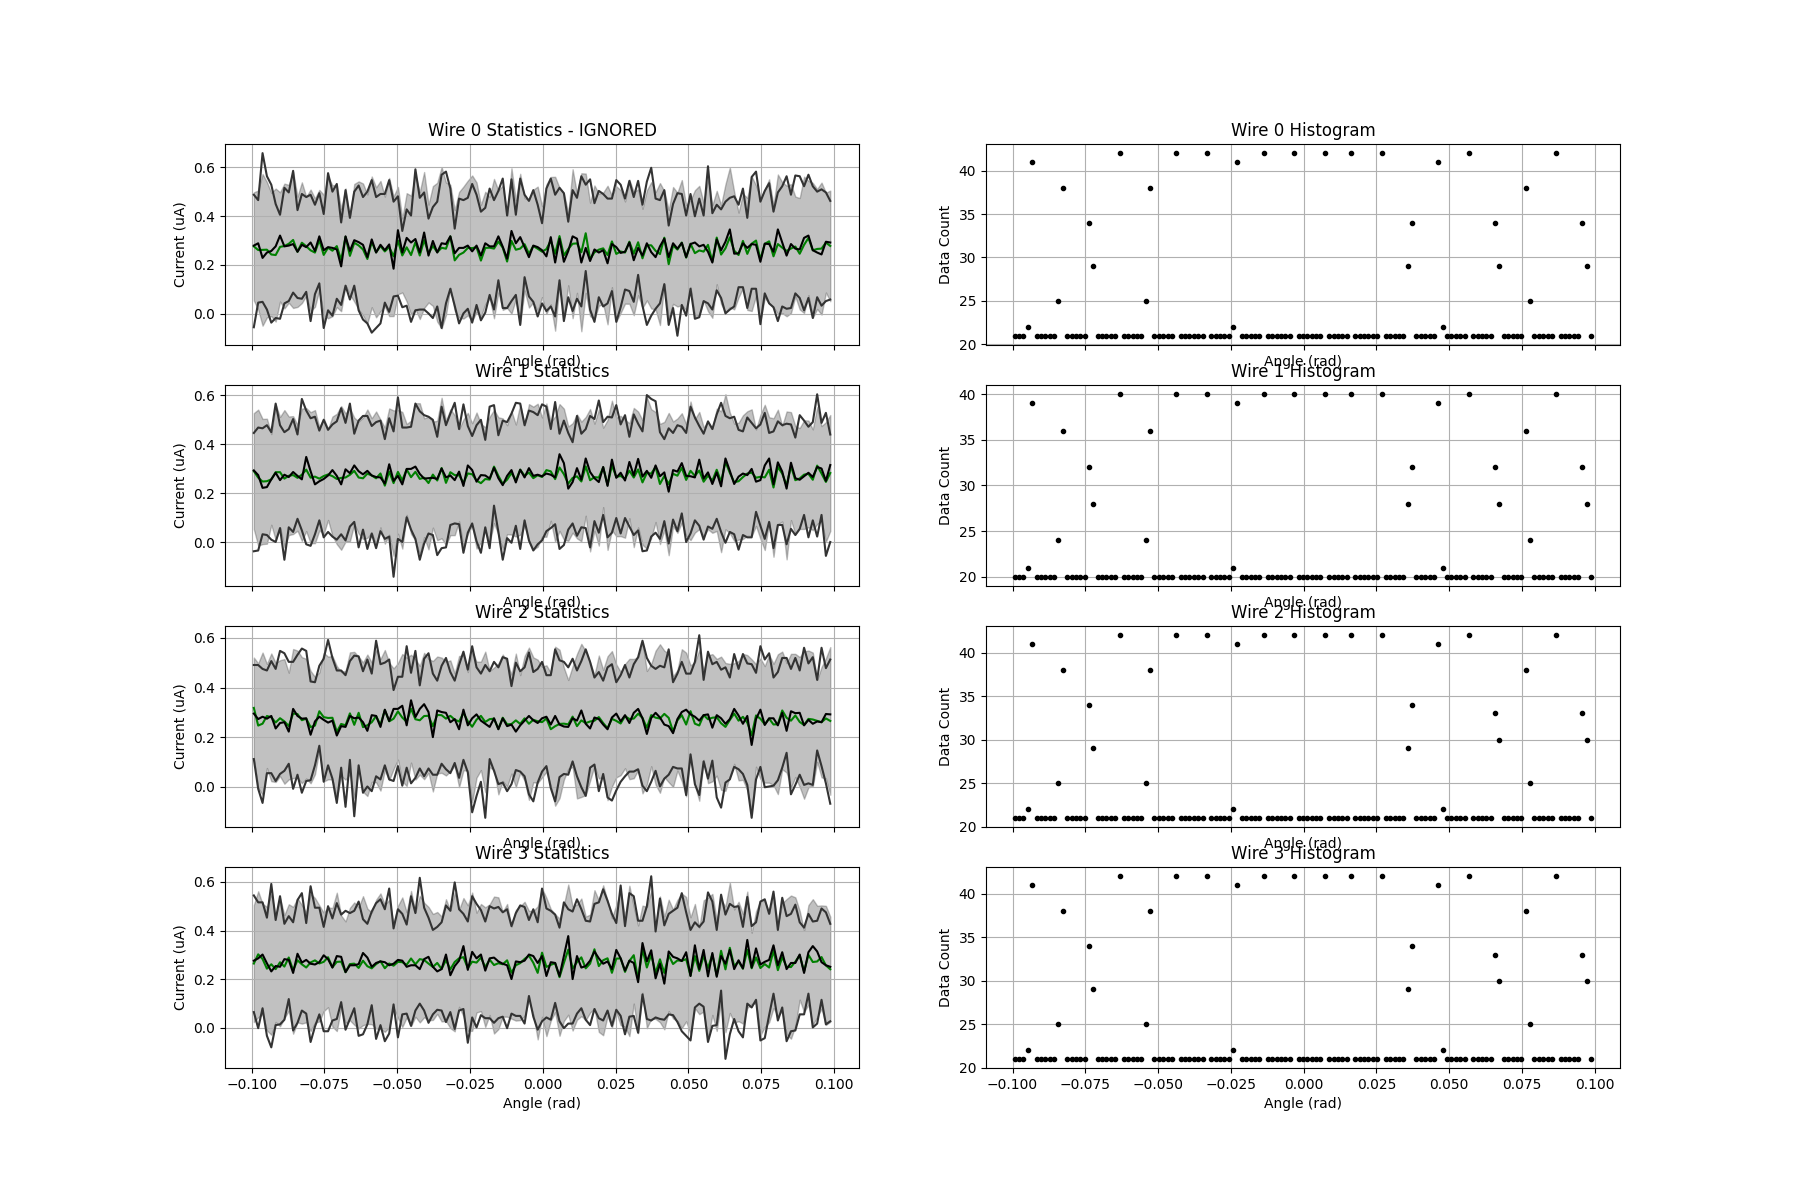 Wire 0 Statistics - IGNORED
Current (uA)
0.6
0.4
0.2
0.0
Angle (rad)
Wire 0 Histogram
Data Count
40
35
30
25
20
Angle (rad)
Wire 1 Statistics
Current (uA)
0.6
0.4
0.2
0.0
Angle (rad)
Wire 1 Histogram
Data Count
40
35
30
25
20
Angle (rad)
Wire 2 Statistics
Current (uA)
0.6
0.4
0.2
0.0
Angle (rad)
Wire 2 Histogram
Data Count
40
35
30
25
20
Angle (rad)
Wire 3 Statistics
Current (uA)
0.6
0.4
0.2
0.0
−0.100 −0.075 −0.050 −0.025 0.000 0.025 0.050 0.075 0.100
Angle (rad)
Wire 3 Histogram
Data Count
40
35
30
25
20
−0.100 −0.075 −0.050 −0.025 0.000 0.025 0.050 0.075 0.100
Angle (rad)